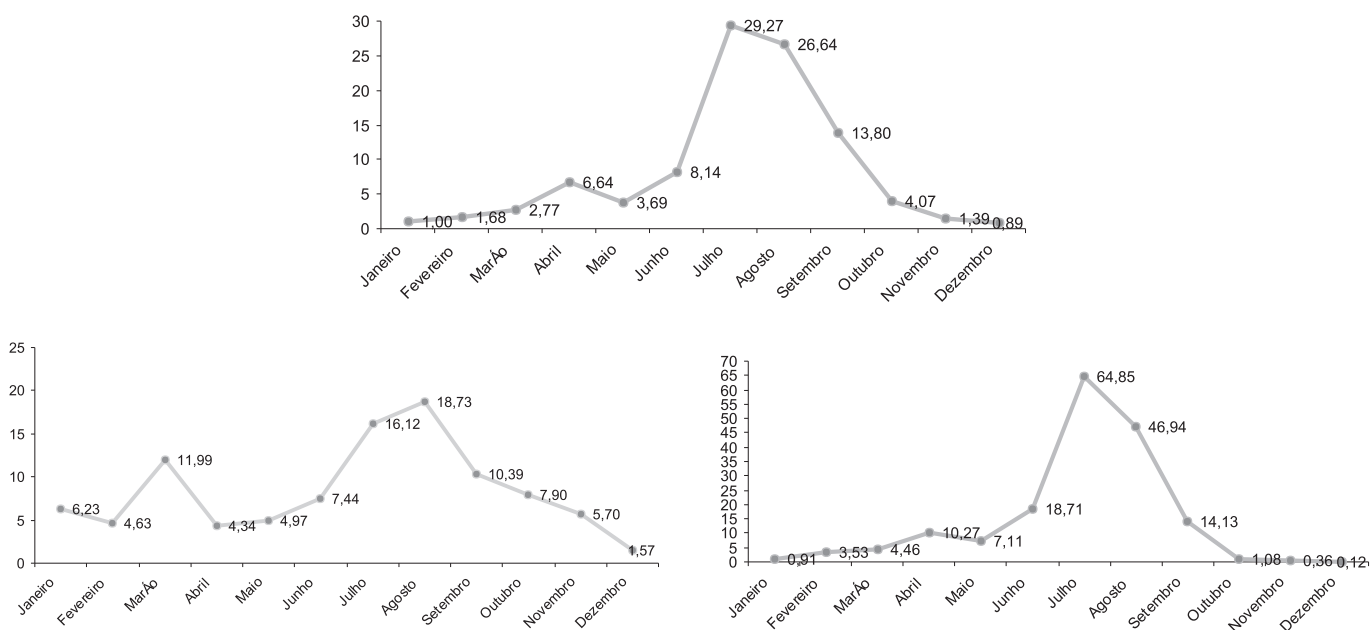 30
25
20
15
10
5
0
29,27
26,64
13,80
8,14
6,64
3,69
4,07
2,77
1,68
1,00
1,39
0,89
Janeiro
Fevereiro
MarÁo
Abril
Maio
Junho
Julho
Agosto
Setembro
Outubro
Novembro
Dezembro
25
20
15
10
5
0
6,23
4,63
11,99
4,34
4,97
7,44
16,12
18,73
10,39
7,90
5,70
1,57
Janeiro
Fevereiro
MarÁo
Abril
Maio
Junho
Julho
Agosto
Setembro
Outubro
Novembro
Dezembro
70
65
60
55
50
45
40
35
30
25
20
15
10
5
0
0,91
3,53
4,46
10,27
7,11
18,71
64,85
46,94
14,13
1,08
0,36
0,12
Janeiro
Fevereiro
MarÁo
Abril
Maio
Junho
Julho
Agosto
Setembro
Outubro
Novembro
Dezembro